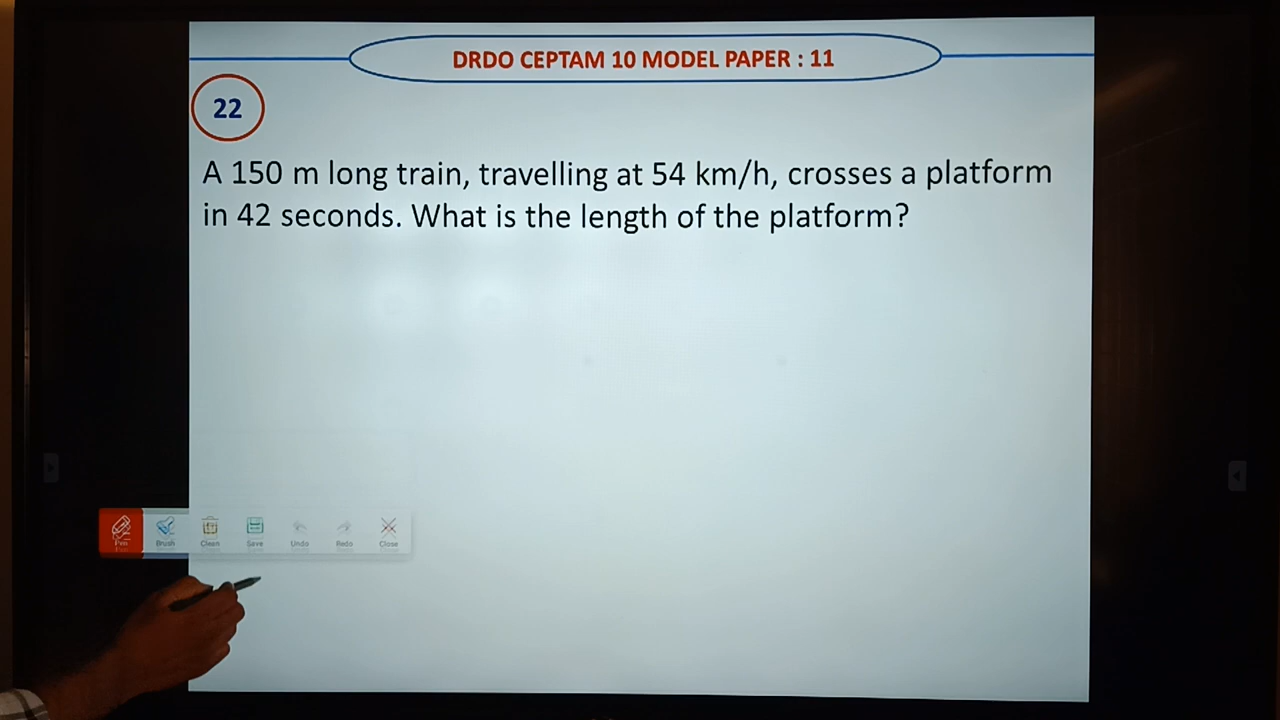 DRDO CEPTAM 10 MODEL PAPER : 11
22
A 150 m long train, travelling at 54 km/h, crosses a platform
in 42 seconds. What is the length of the platform?
Pen
Brush
Clean
Save
Undo
Redo
Close